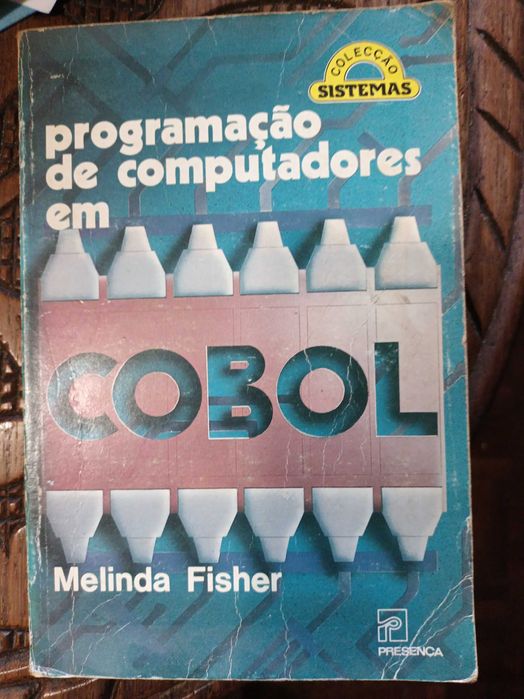 COLECÇÃO
SISTEMAS
programação
de computadores
em
COBOL
Melinda Fisher
PRESENÇA